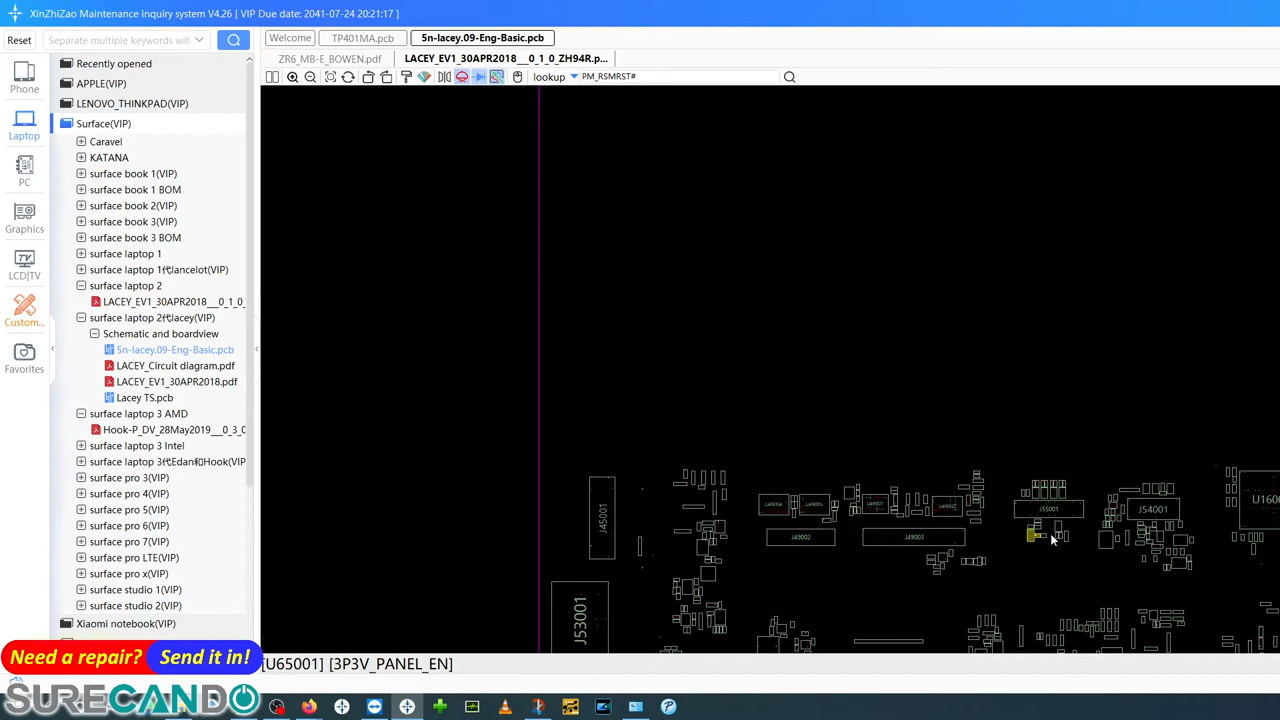 XinZhiZao Maintenance inquiry system V4.26 [ VIP Due date: 2041-07-24 20:21:17 ]
Reset
Separate multiple keywords with
Welcome
TP401MA.pcb
5n-lacey.09-Eng-Basic.pcb
ZR6_MB-E_BOWEN.pdf
LACEY_EV1_30APR2018__0_1_0_ZH94R.p...
lookup
PM_RSMRST#
Phone
Laptop
PC
Graphics
LCD|TV
Custom...
Favorites
Recently opened
APPLE(VIP)
LENOVO_THINKPAD(VIP)
Surface(VIP)
Caravel
KATANA
surface book 1(VIP)
surface book 1 BOM
surface book 2(VIP)
surface book 3(VIP)
surface book 3 BOM
surface laptop 1
surface laptop 1代lancelot(VIP)
surface laptop 2
LACEY_EV1_30APR2018__0_1_0_
surface laptop 2代lacey(VIP)
Schematic and boardview
5n-lacey.09-Eng-Basic.pcb
LACEY_Circuit diagram.pdf
LACEY_EV1_30APR2018.pdf
Lacey TS.pcb
surface laptop 3 AMD
Hook-P_DV_28May2019__0_3_0
surface laptop 3 Intel
surface laptop 3代Edan和Hook(VIP
surface pro 3(VIP)
surface pro 4(VIP)
surface pro 5(VIP)
surface pro 6(VIP)
surface pro 7(VIP)
surface pro LTE(VIP)
surface pro x(VIP)
surface studio 1(VIP)
surface studio 2(VIP)
Xiaomi notebook(VIP)
J45001
J53001
J49002
J49003
J55001
J54001
U1600
[U65001] [3P3V_PANEL_EN]
Need a repair?
Send it in!
SURECANDO